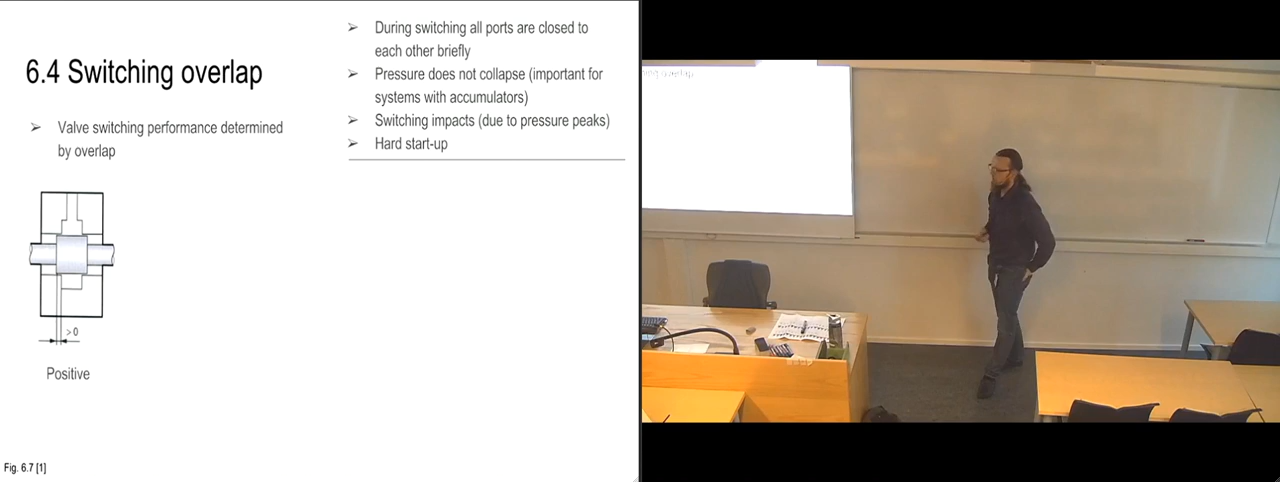 6.4 Switching overlap
➢ Valve switching performance determined
by overlap
> 0
Positive
Fig. 6.7 [1]
➢ During switching all ports are closed to
each other briefly
➢ Pressure does not collapse (important for
systems with accumulators)
➢ Switching impacts (due to pressure peaks)
➢ Hard start-up
overlap